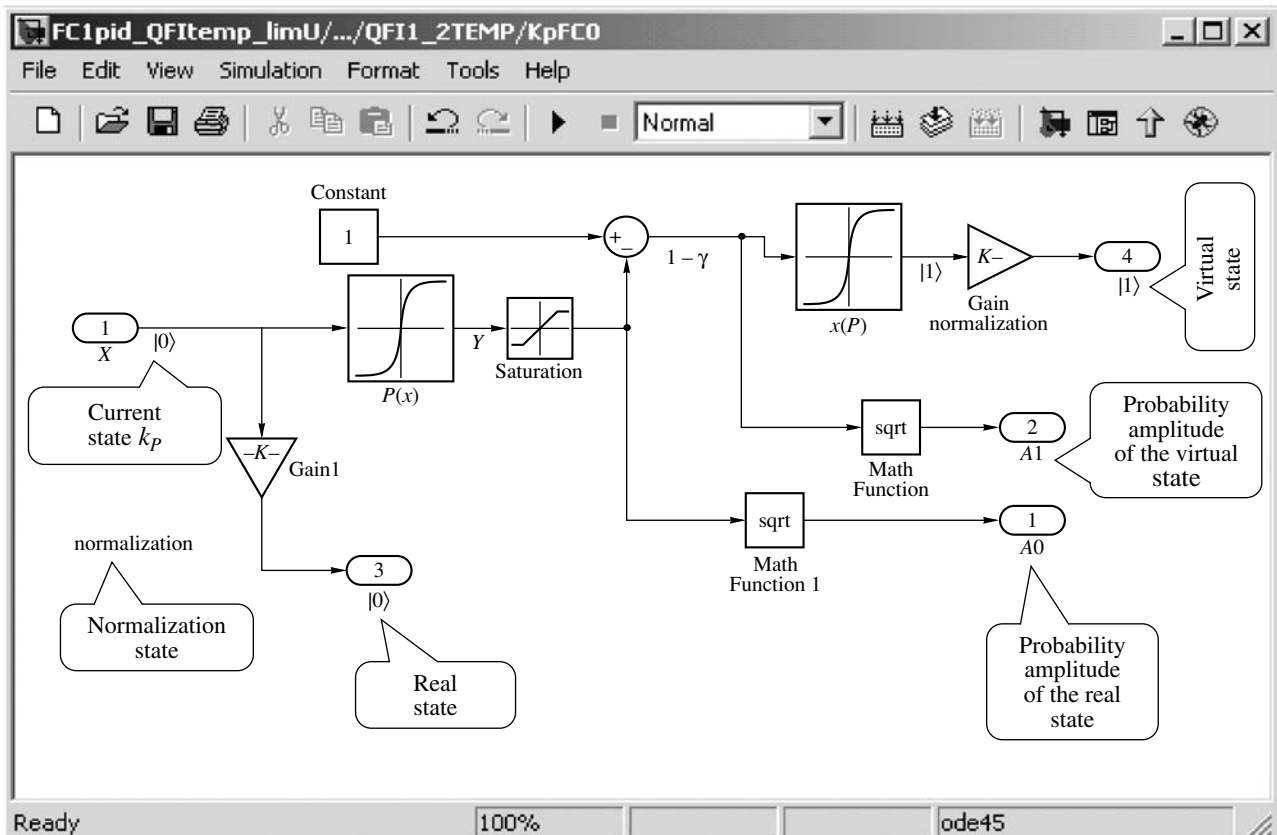 FC1pid_QFItemp_limU/.../QFI1_2TEMP/KpFC0
File Edit View Simulation Format Tools Help
Normal
Constant
1
+
−
1 – γ
x(P)
|1⟩
K–
Gain
normalization
4
|1⟩
Virtual
state
1
X
|0⟩
P(x)
Y
Saturation
Current
state kP
–K–
Gain1
sqrt
Math
Function
2
A1
Probability
amplitude
of the virtual
state
sqrt
Math
Function 1
1
A0
normalization
3
|0⟩
Normalization
state
Real
state
Probability
amplitude
of the real
state
Ready 100% ode45